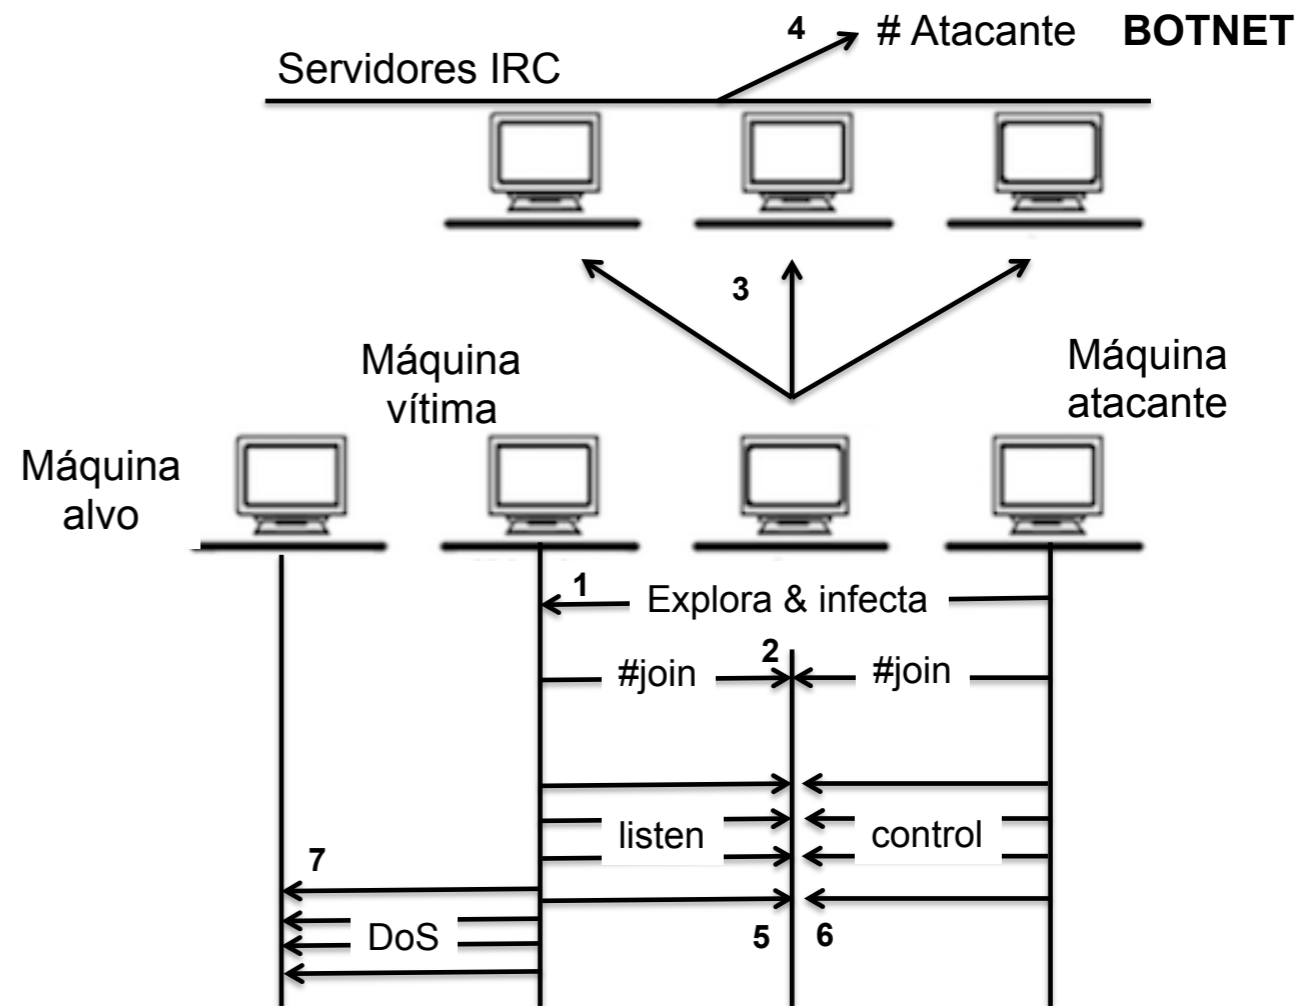 4 # Atacante BOTNET
Servidores IRC
3
Máquina
vítima
Máquina
atacante
Máquina
alvo
1 Explora & infecta
2
#join #join
listen control
7
DoS
5 6